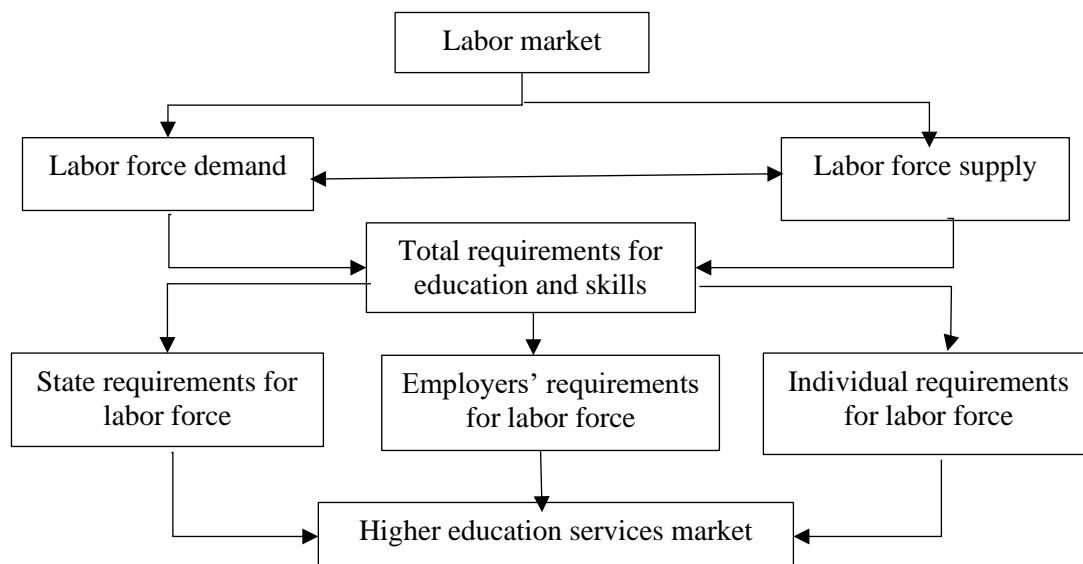 Labor market
Labor force demand
Labor force supply
Total requirements for
education and skills
State requirements for
labor force
Employers’ requirements
for labor force
Individual requirements
for labor force
Higher education services market